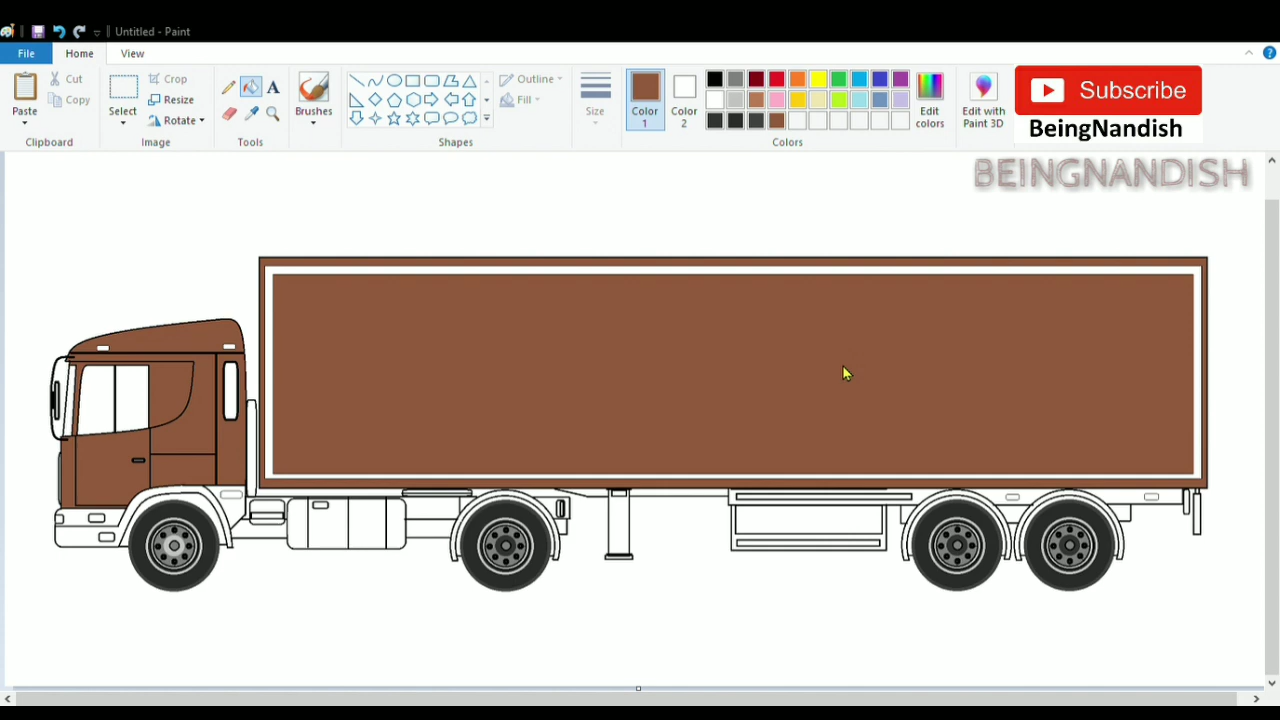 Untitled - Paint
File Home View
Paste
Cut
Copy
Clipboard
Select
Crop
Resize
Rotate
Image
A
Tools
Brushes
Shapes
Outline
Fill
Size
Color 1
Color 2
Edit colors
Colors
Edit with Paint 3D
Subscribe
BeingNandish
BEINGNANDISH